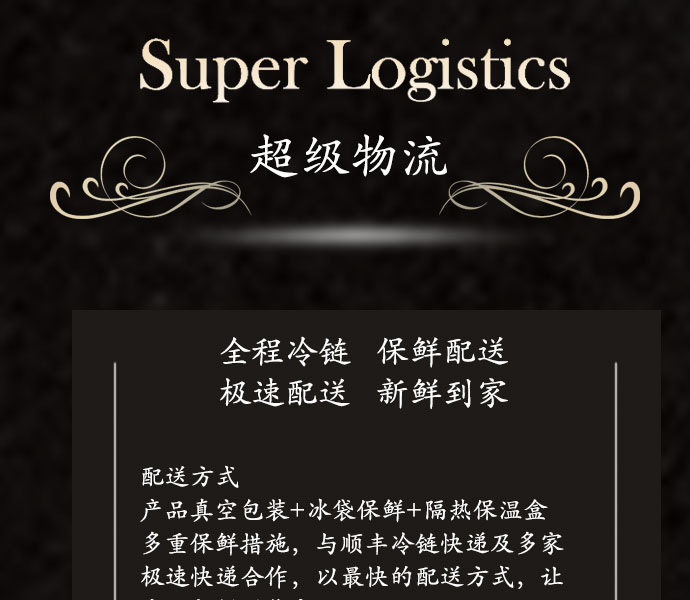 Super Logistics
超级物流
全程冷链 保鲜配送
极速配送 新鲜到家
配送方式
产品真空包装+冰袋保鲜+隔热保温盒
多重保鲜措施，与顺丰冷链快递及多家
极速快递合作，以最快的配送方式，让